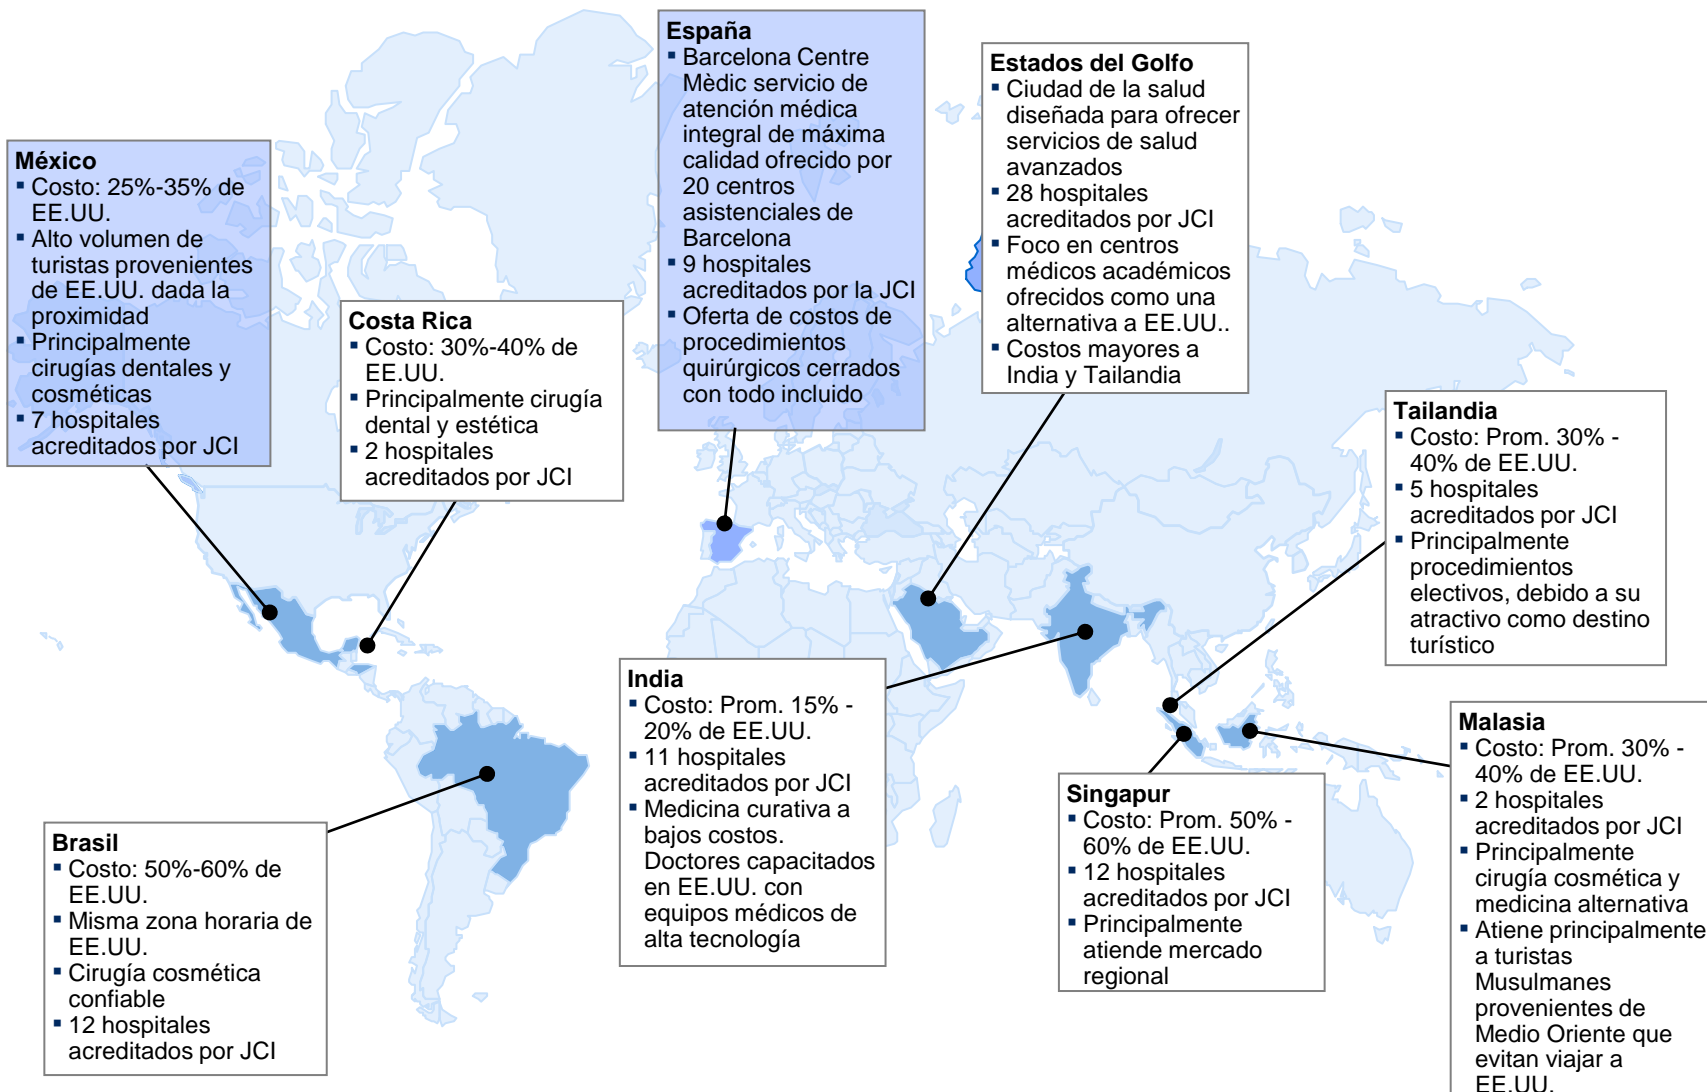 España
▪ Barcelona Centre
Mèdic servicio de
atención médica
integral de máxima
calidad ofrecido por
20 centros
asistenciales de
Barcelona
▪ 9 hospitales
acreditados por la JCI
▪ Oferta de costos de
procedimientos
quirúrgicos cerrados
con todo incluido
Estados del Golfo
▪ Ciudad de la salud
diseñada para ofrecer
servicios de salud
avanzados
▪ 28 hospitales
acreditados por JCI
▪ Foco en centros
médicos académicos
ofrecidos como una
alternativa a EE.UU..
▪ Costos mayores a
India y Tailandia
México
▪ Costo: 25%-35% de
EE.UU.
▪ Alto volumen de
turistas provenientes
de EE.UU. dada la
proximidad
▪ Principalmente
cirugías dentales y
cosméticas
▪ 7 hospitales
acreditados por JCI
Costa Rica
▪ Costo: 30%-40% de
EE.UU.
▪ Principalmente cirugía
dental y estética
▪ 2 hospitales
acreditados por JCI
Tailandia
▪ Costo: Prom. 30% -
40% de EE.UU.
▪ 5 hospitales
acreditados por JCI
▪ Principalmente
procedimientos
electivos, debido a su
atractivo como destino
turístico
India
▪ Costo: Prom. 15% -
20% de EE.UU.
▪ 11 hospitales
acreditados por JCI
▪ Medicina curativa a
bajos costos.
Doctores capacitados
en EE.UU. con
equipos médicos de
alta tecnología
Malasia
▪ Costo: Prom. 30% -
40% de EE.UU.
▪ 2 hospitales
acreditados por JCI
▪ Principalmente
cirugía cosmética y
medicina alternativa
▪ Atiene principalmente
a turistas
Musulmanes
provenientes de
Medio Oriente que
evitan viajar a
EE.UU.
Singapur
▪ Costo: Prom. 50% -
60% de EE.UU.
▪ 12 hospitales
acreditados por JCI
▪ Principalmente
atiende mercado
regional
Brasil
▪ Costo: 50%-60% de
EE.UU.
▪ Misma zona horaria de
EE.UU.
▪ Cirugía cosmética
confiable
▪ 12 hospitales
acreditados por JCI